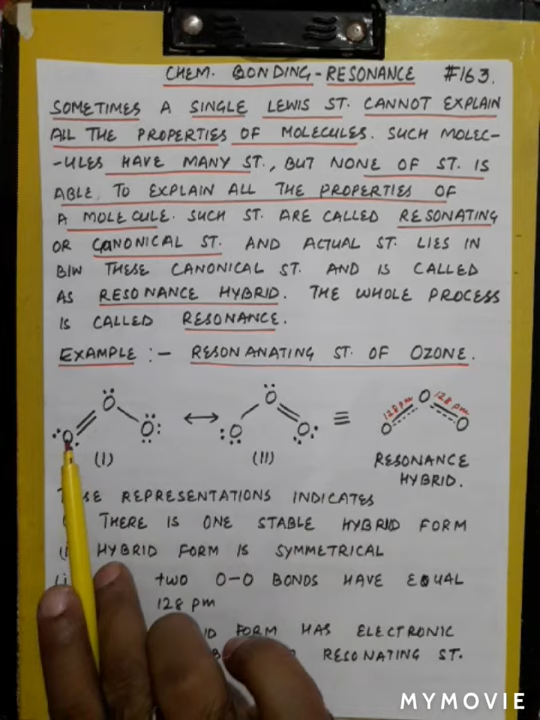 CHEM. BONDING-RESONANCE #163.
SOMETIMES A SINGLE LEWIS ST. CANNOT EXPLAIN
All THE PROPERTIES OF MOLECULES. SUCH MOLEC-
-ULES HAVE MANY ST., BUT NONE OF ST. IS
ABLE TO EXPLAIN ALL THE PROPERTIES OF
A MOLECULE. SUCH ST. ARE CALLED RESONATING
OR CANONICAL ST. AND ACTUAL ST. LIES IN
B/W THESE CANONICAL ST. AND IS CALLED
AS RESONANCE HYBRID. THE WHOLE PROCESS
IS CALLED RESONANCE.
EXAMPLE :- RESONANATING ST. OF OZONE.
O O O ↔ O O O ≡ O 128 pm O 128 pm O
(I) (II) RESONANCE
HYBRID.
REPRESENTATIONS INDICATES
THERE IS ONE STABLE HYBRID FORM
HYBRID FORM IS SYMMETRICAL
two O-O BONDS HAVE EQUAL
128 pm
FORM HAS ELECTRONIC
RESONATING ST.
MYMOVIE